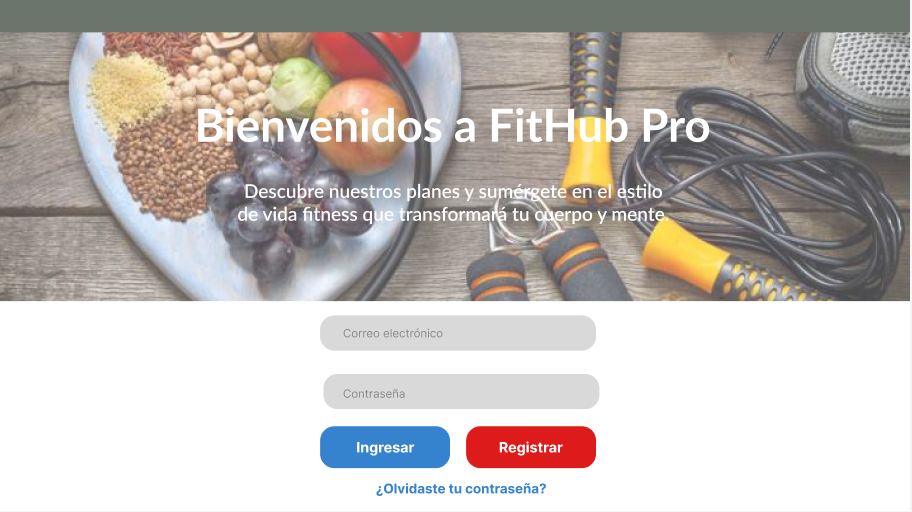 Bienvenidos a FitHub Pro
Descubre nuestros planes y sumérgete en el estilo
de vida fitness que transformará tu cuerpo y mente.
Correo electrónico
Contraseña
Ingresar
Registrar
¿Olvidaste tu contraseña?